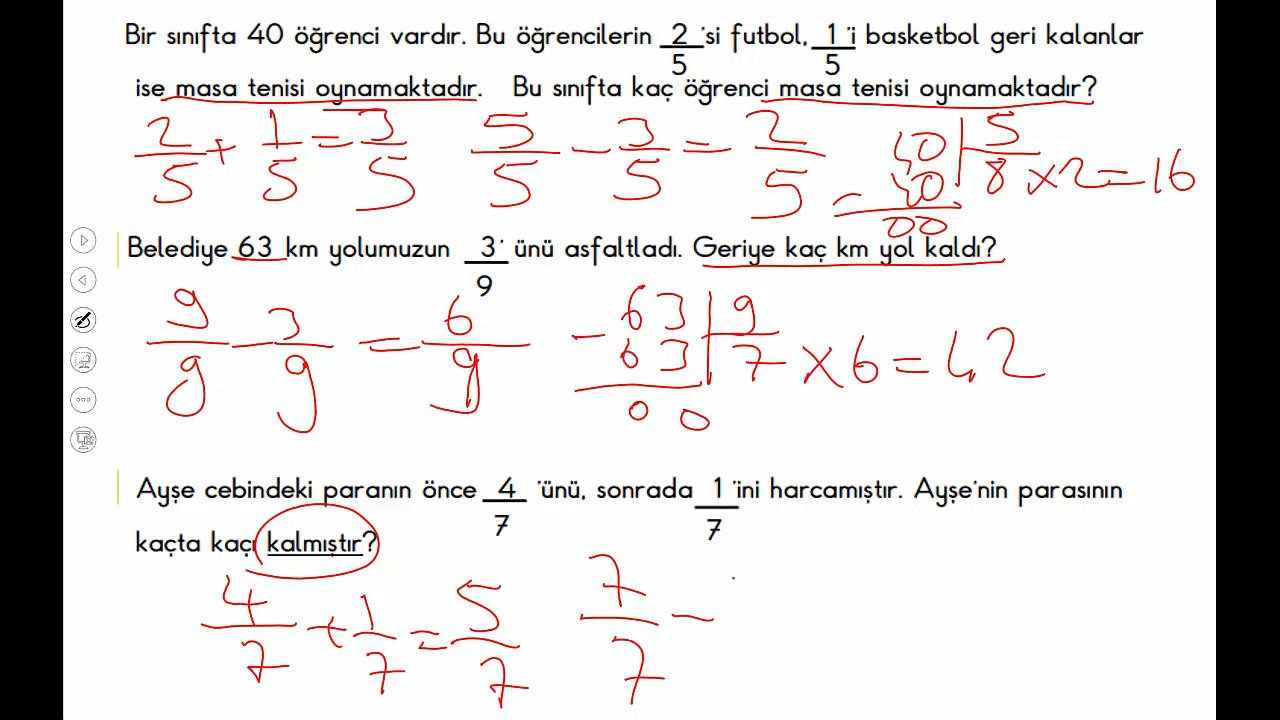 Bir sınıfta 40 öğrenci vardır. Bu öğrencilerin 2/5 'si futbol, 1/5 'i basketbol geri kalanlar
ise masa tenisi oynamaktadır. Bu sınıfta kaç öğrenci masa tenisi oynamaktadır?
2/5 + 1/5 = 3/5 5/5 - 3/5 = 2/5 40 | 5
- 40 8 x 2 = 16
00
Belediye 63 km yolumuzun 3/9 'ünü asfaltladı. Geriye kaç km yol kaldı?
9/9 - 3/9 = 6/9 63 | 9
- 63 7 x 6 = 42
00
Ayşe cebindeki paranın önce 4/7 'ünü, sonrada 1/7 'ini harcamıştır. Ayşe'nin parasının
kaçta kaçı kalmıştır?
4/7 + 1/7 = 5/7 7/7 -